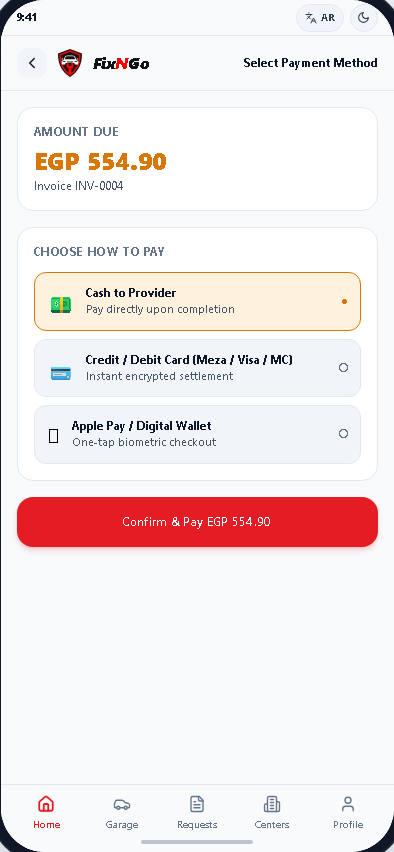 9:41
AR
FixNGo
Select Payment Method
AMOUNT DUE
EGP 554.90
Invoice INV-0004
CHOOSE HOW TO PAY
Cash to Provider
Pay directly upon completion
Credit / Debit Card (Meza / Visa / MC)
Instant encrypted settlement
Apple Pay / Digital Wallet
One-tap biometric checkout
Confirm & Pay EGP 554.90
Home
Garage
Requests
Centers
Profile